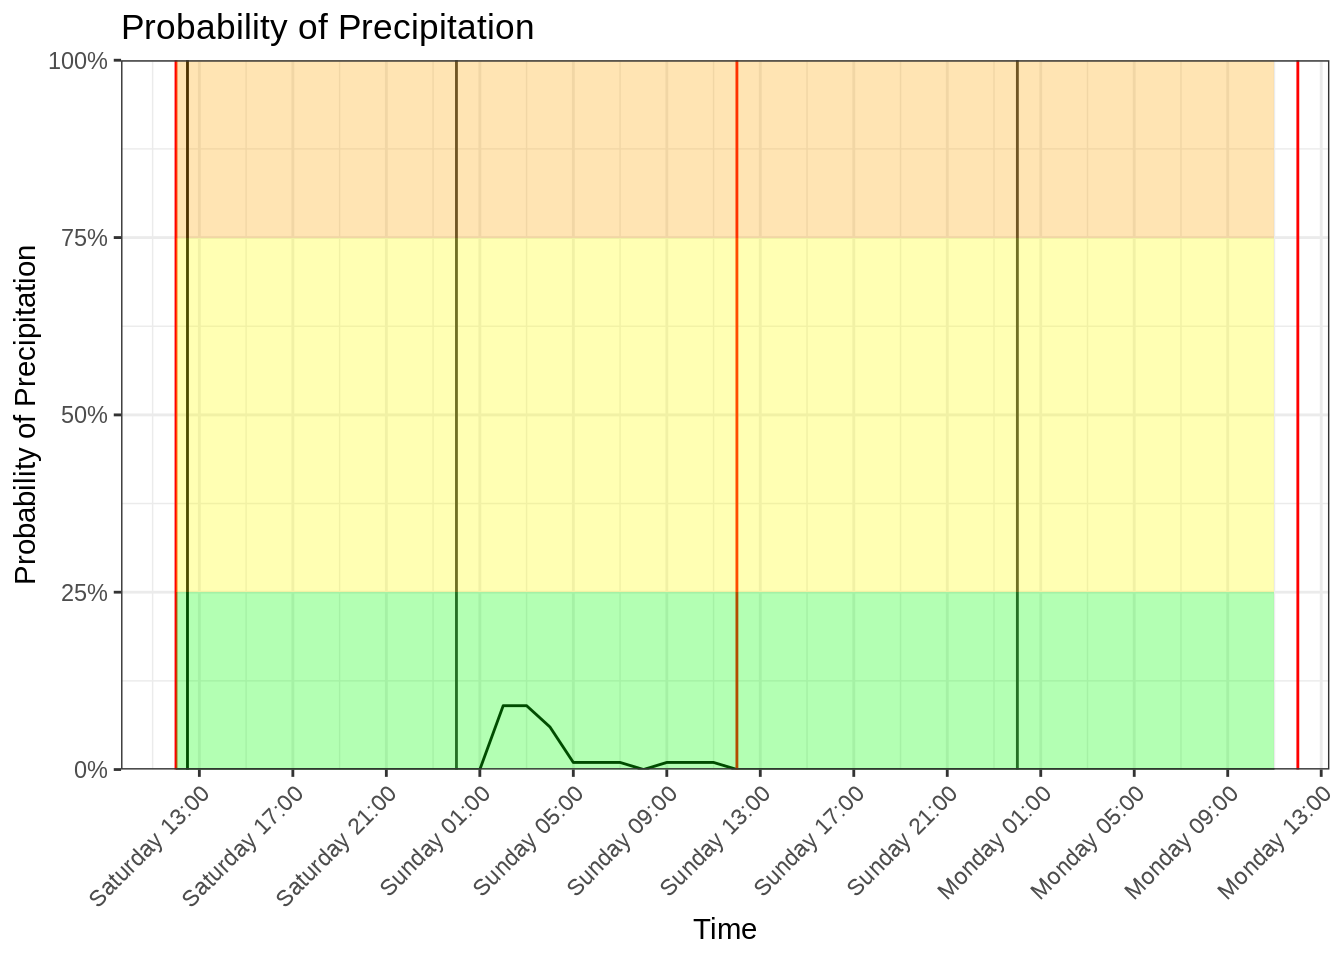 Probability of Precipitation
Probability of Precipitation
100%
75%
50%
25%
0%
Saturday 13:00
Saturday 17:00
Saturday 21:00
Sunday 01:00
Sunday 05:00
Sunday 09:00
Sunday 13:00
Sunday 17:00
Sunday 21:00
Monday 01:00
Monday 05:00
Monday 09:00
Monday 13:00
Time